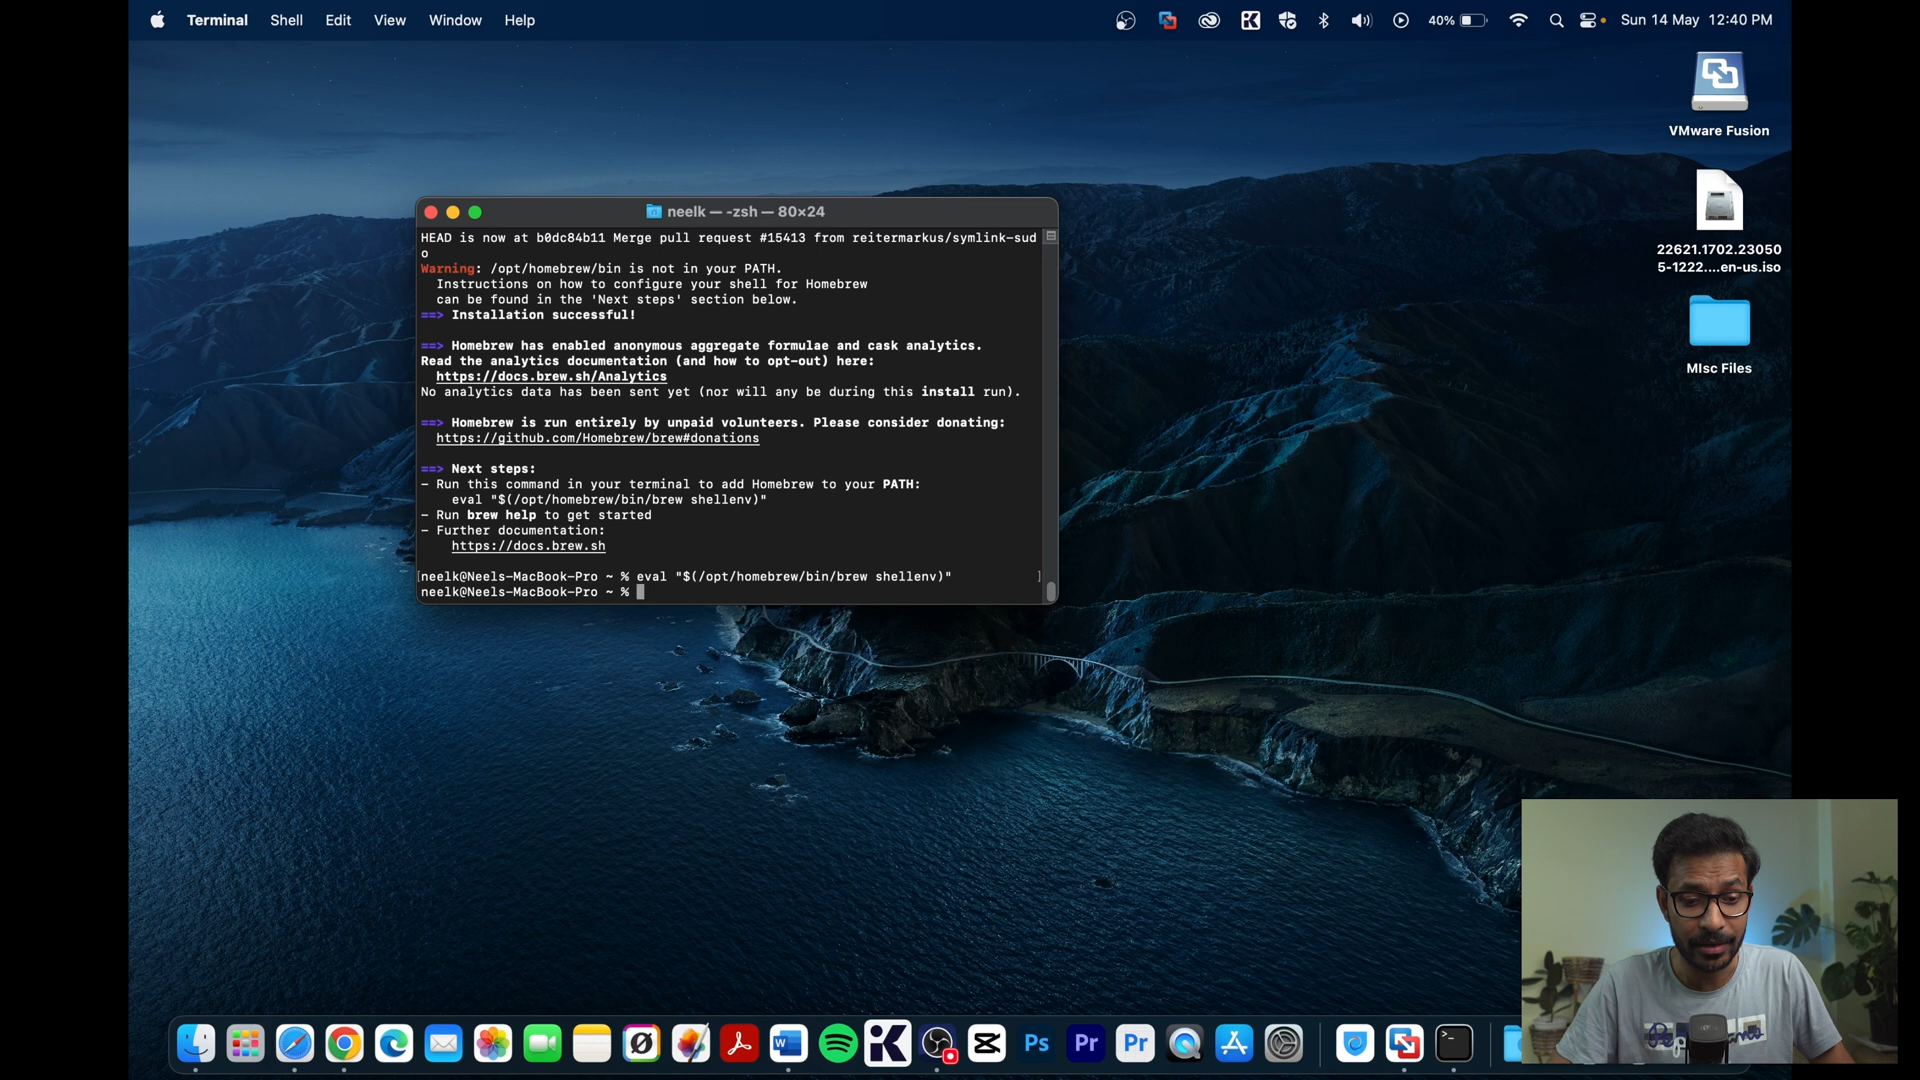 Terminal Shell Edit View Window Help 40% Sun 14 May 12:40 PM
VMware Fusion
22621.1702.23050
5-1222....en-us.iso
MIsc Files
neelk — -zsh — 80×24
HEAD is now at b0dc84b11 Merge pull request #15413 from reitermarkus/symlink-sud
o
Warning: /opt/homebrew/bin is not in your PATH.
Instructions on how to configure your shell for Homebrew
can be found in the 'Next steps' section below.
==> Installation successful!
==> Homebrew has enabled anonymous aggregate formulae and cask analytics.
Read the analytics documentation (and how to opt-out) here:
https://docs.brew.sh/Analytics
No analytics data has been sent yet (nor will any be during this install run).
==> Homebrew is run entirely by unpaid volunteers. Please consider donating:
https://github.com/Homebrew/brew#donations
==> Next steps:
- Run this command in your terminal to add Homebrew to your PATH:
eval "$(/opt/homebrew/bin/brew shellenv)"
- Run brew help to get started
- Further documentation:
https://docs.brew.sh
[neelk@Neels-MacBook-Pro ~ % eval "$(/opt/homebrew/bin/brew shellenv)" ]
neelk@Neels-MacBook-Pro ~ %
W Ps Pr Pr >_